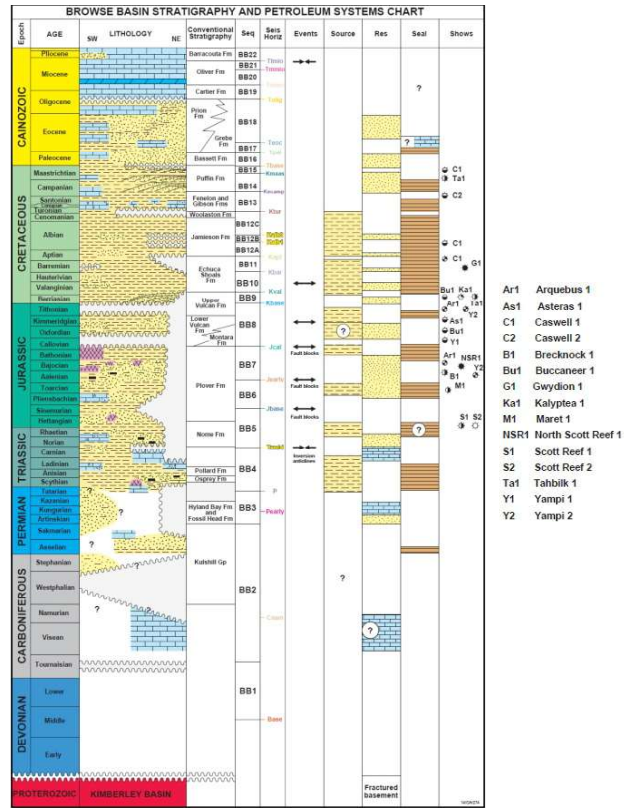 BROWSE BASIN STRATIGRAPHY AND PETROLEUM SYSTEMS CHART
Epoch AGE LITHOLOGY Conventional Stratigraphy Seq Seis Horiz Events Source Res Seal Shows
SW NE
CAINOZOIC
Pliocene
Miocene
Oligocene
Eocene
Paleocene
CRETACEOUS
Maastrichtian
Campanian
Santonian
Turonian
Cenomanian
Albian
Aptian
Barremian
Hauterivian
Valanginian
Berriasian
JURASSIC
Tithonian
Kimmeridgian
Oxfordian
Callovian
Bathonian
Bajocian
Aalenian
Toarcian
Pliensbachian
Sinemurian
Hettangian
TRIASSIC
Rhaetian
Norian
Carnian
Ladinian
Anisian
Scythian
PERMIAN
Tatarian
Kazanian
Kungurian
Artinskian
Sakmarian
Asselian
CARBONIFEROUS
Stephanian
Westphalian
Namurian
Visean
Tournaisian
DEVONIAN
Lower
Middle
Early
PROTEROZOIC
KIMBERLEY BASIN
? ? ? ? ?
Barracouta Fm
Oliver Fm
Cartier Fm
Prion Fm
Grebe Fm
Bassett Fm
Puffin Fm
Fenelon and Gibson Fms
Woolaston Fm
Jamieson Fm
Echuca Shoals Fm
Upper Vulcan Fm
Lower Vulcan Fm
Montara Fm
Plover Fm
Nome Fm
Pollard Fm
Osprey Fm
Hyland Bay Fm and Fossil Head Fm
Kulshill Gp
BB22
BB21
BB20
BB19
BB18
BB17
BB16
BB15
BB14
BB13
BB12C
BB12B
BB12A
BB11
BB10
BB9
BB8
BB7
BB6
BB5
BB4
BB3
BB2
BB1
Kval
Jcal
Jbase
P
Pearly
Base
Fault blocks
Fault blocks
Inversion anticlines
?
?
?
Fractured basement
?
?
?
?
C1
Ta1
C2
C1
C1
G1
Bu1 Ka1
Ar1 Ta1
Y2
As1
Bu1
Y1
Ar1 NSR1
Y2
B1
M1
S1 S2
Ar1 Arquebus 1
As1 Asteras 1
C1 Caswell 1
C2 Caswell 2
B1 Brecknock 1
Bu1 Buccaneer 1
G1 Gwydion 1
Ka1 Kalyptea 1
M1 Maret 1
NSR1 North Scott Reef 1
S1 Scott Reef 1
S2 Scott Reef 2
Ta1 Tahbilk 1
Y1 Yampi 1
Y2 Yampi 2